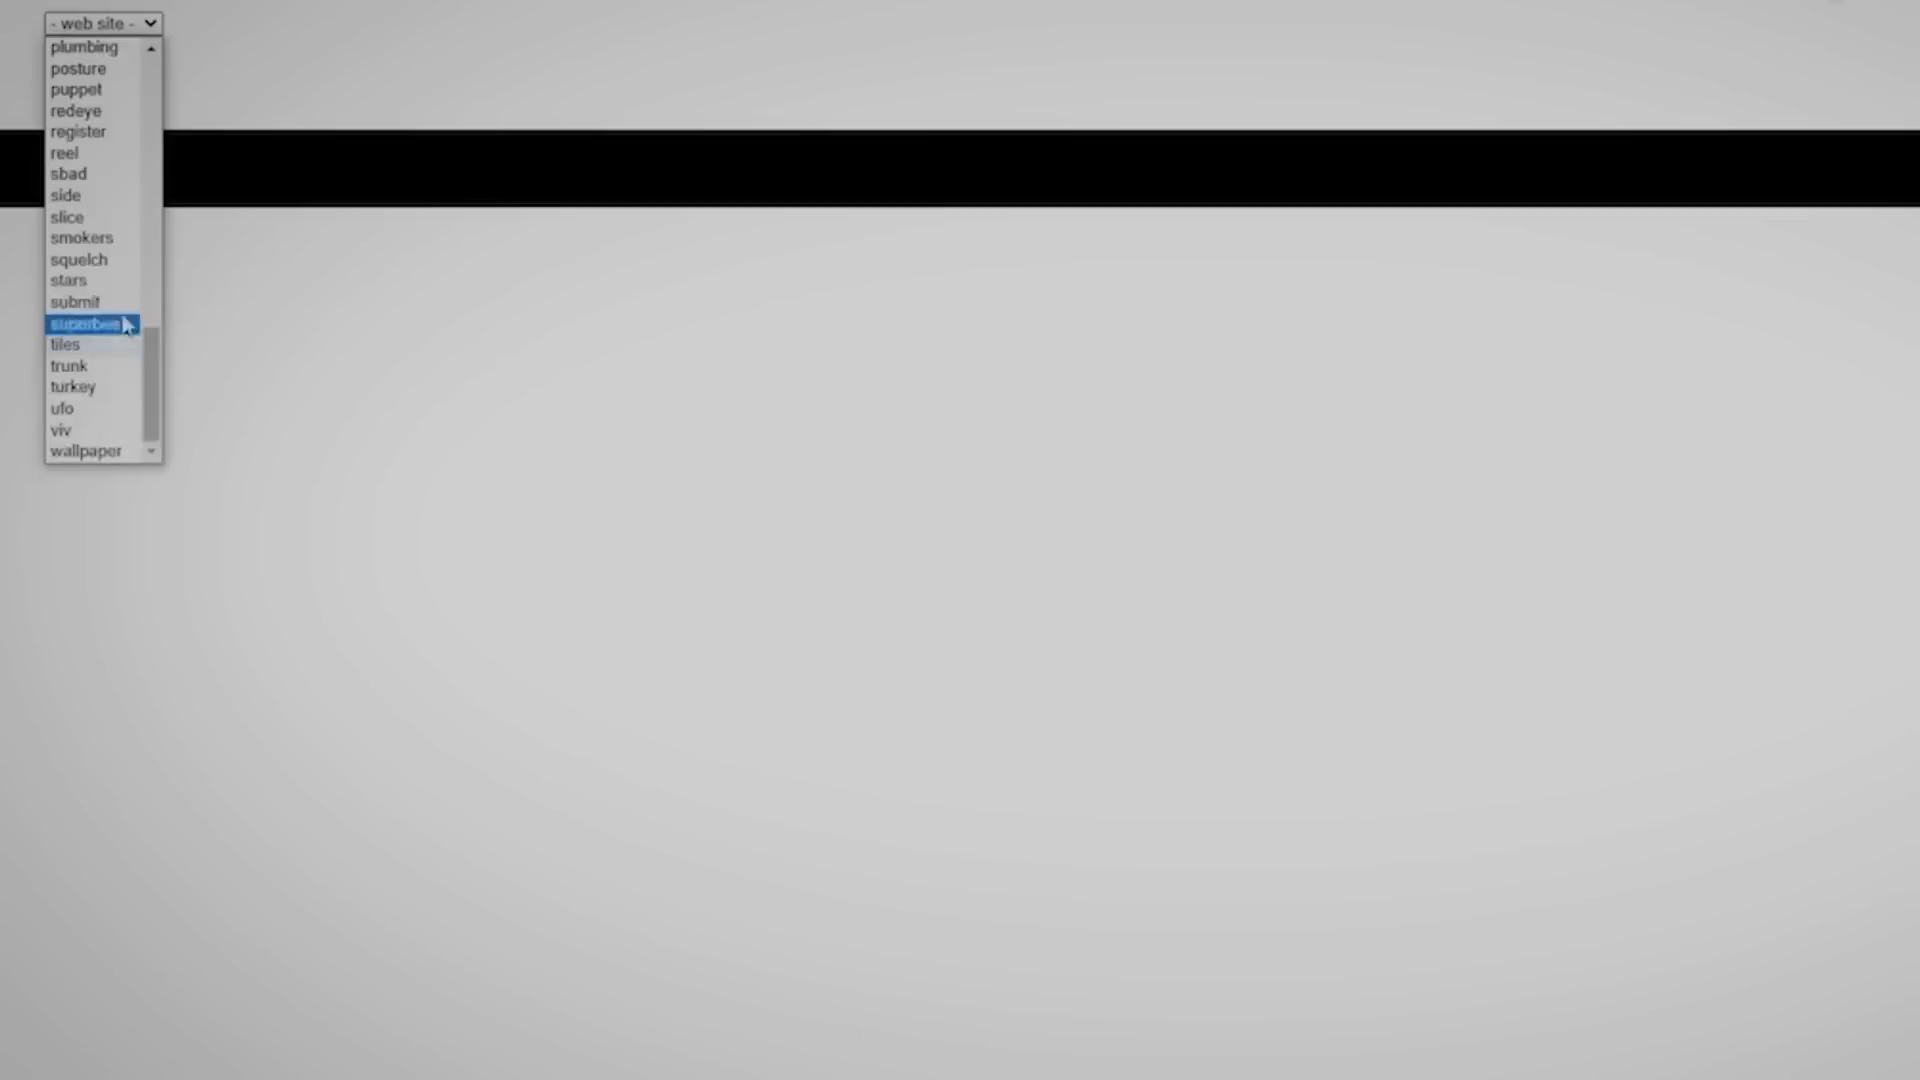 - web site -
plumbing
posture
puppet
redeye
register
reel
sbad
side
slice
smokers
squelch
stars
submit
tiles
trunk
turkey
ufo
viv
wallpaper